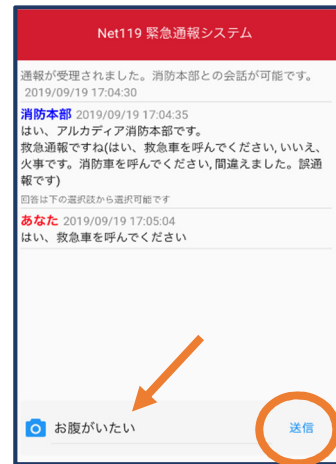 Net119 緊急通報システム
通報が受理されました。消防本部との会話が可能です。
2019/09/19 17:04:30
消防本部 2019/09/19 17:04:35
はい、アルカディア消防本部です。
救急通報ですね(はい、救急車を呼んでください, いいえ、
火事です。消防車を呼んでください, 間違えました。誤通
報です)
回答は下の選択肢から選択可能です
あなた 2019/09/19 17:05:04
はい、救急車を呼んでください
お腹がいたい
送信